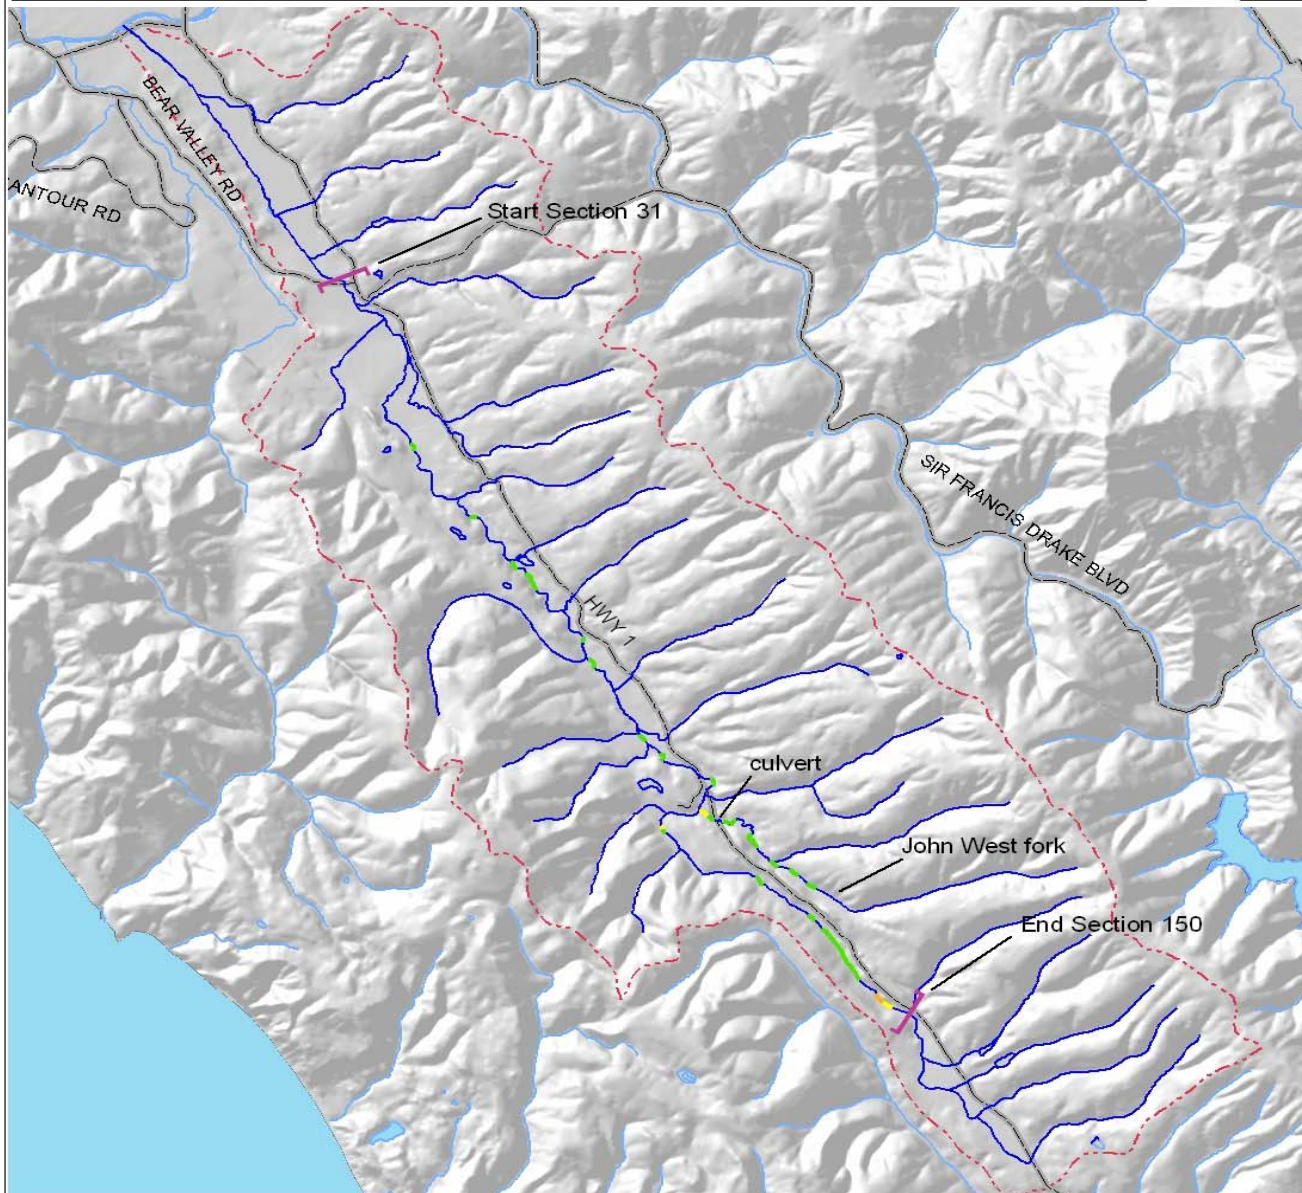 BEAR VALLEY RD
ANTOUR RD
Start Section 31
SIR FRANCIS DRAKE BLVD
HWY 1
culvert
John West fork
End Section 150